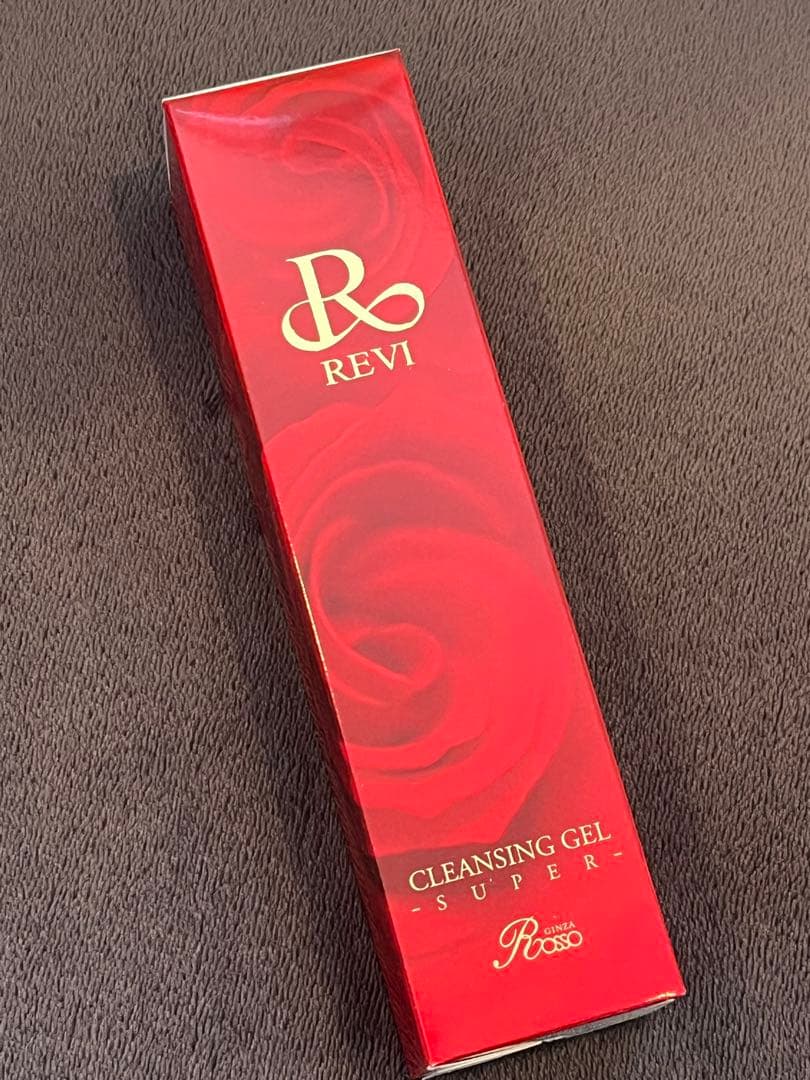 R
REVI
CLEANSING GEL
-SUPER-
GINZA
Rosso